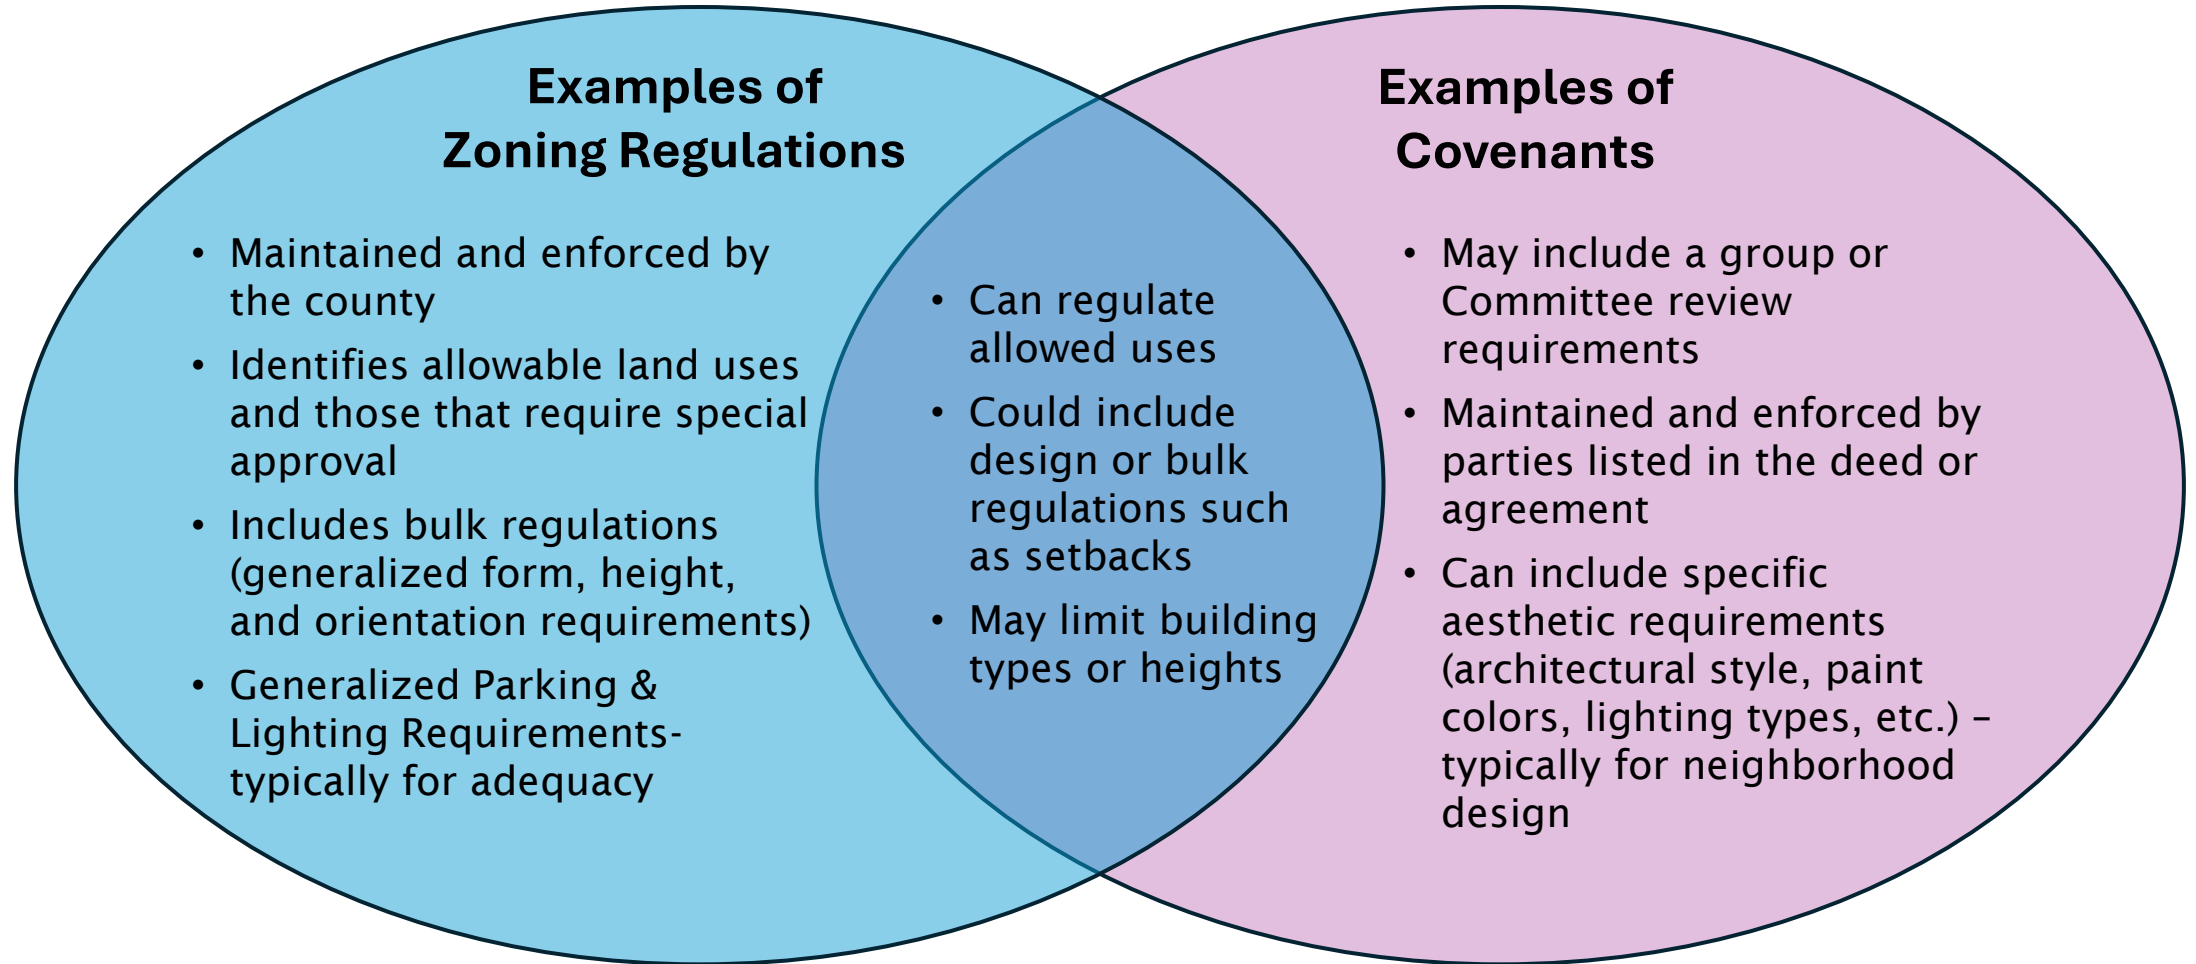 Examples of
Zoning Regulations
• Maintained and enforced by
the county
• Identifies allowable land uses
and those that require special
approval
• Includes bulk regulations
(generalized form, height,
and orientation requirements)
• Generalized Parking &
Lighting Requirements-
typically for adequacy
• Can regulate
allowed uses
• Could include
design or bulk
regulations such
as setbacks
• May limit building
types or heights
Examples of
Covenants
• May include a group or
Committee review
requirements
• Maintained and enforced by
parties listed in the deed or
agreement
• Can include specific
aesthetic requirements
(architectural style, paint
colors, lighting types, etc.) –
typically for neighborhood
design